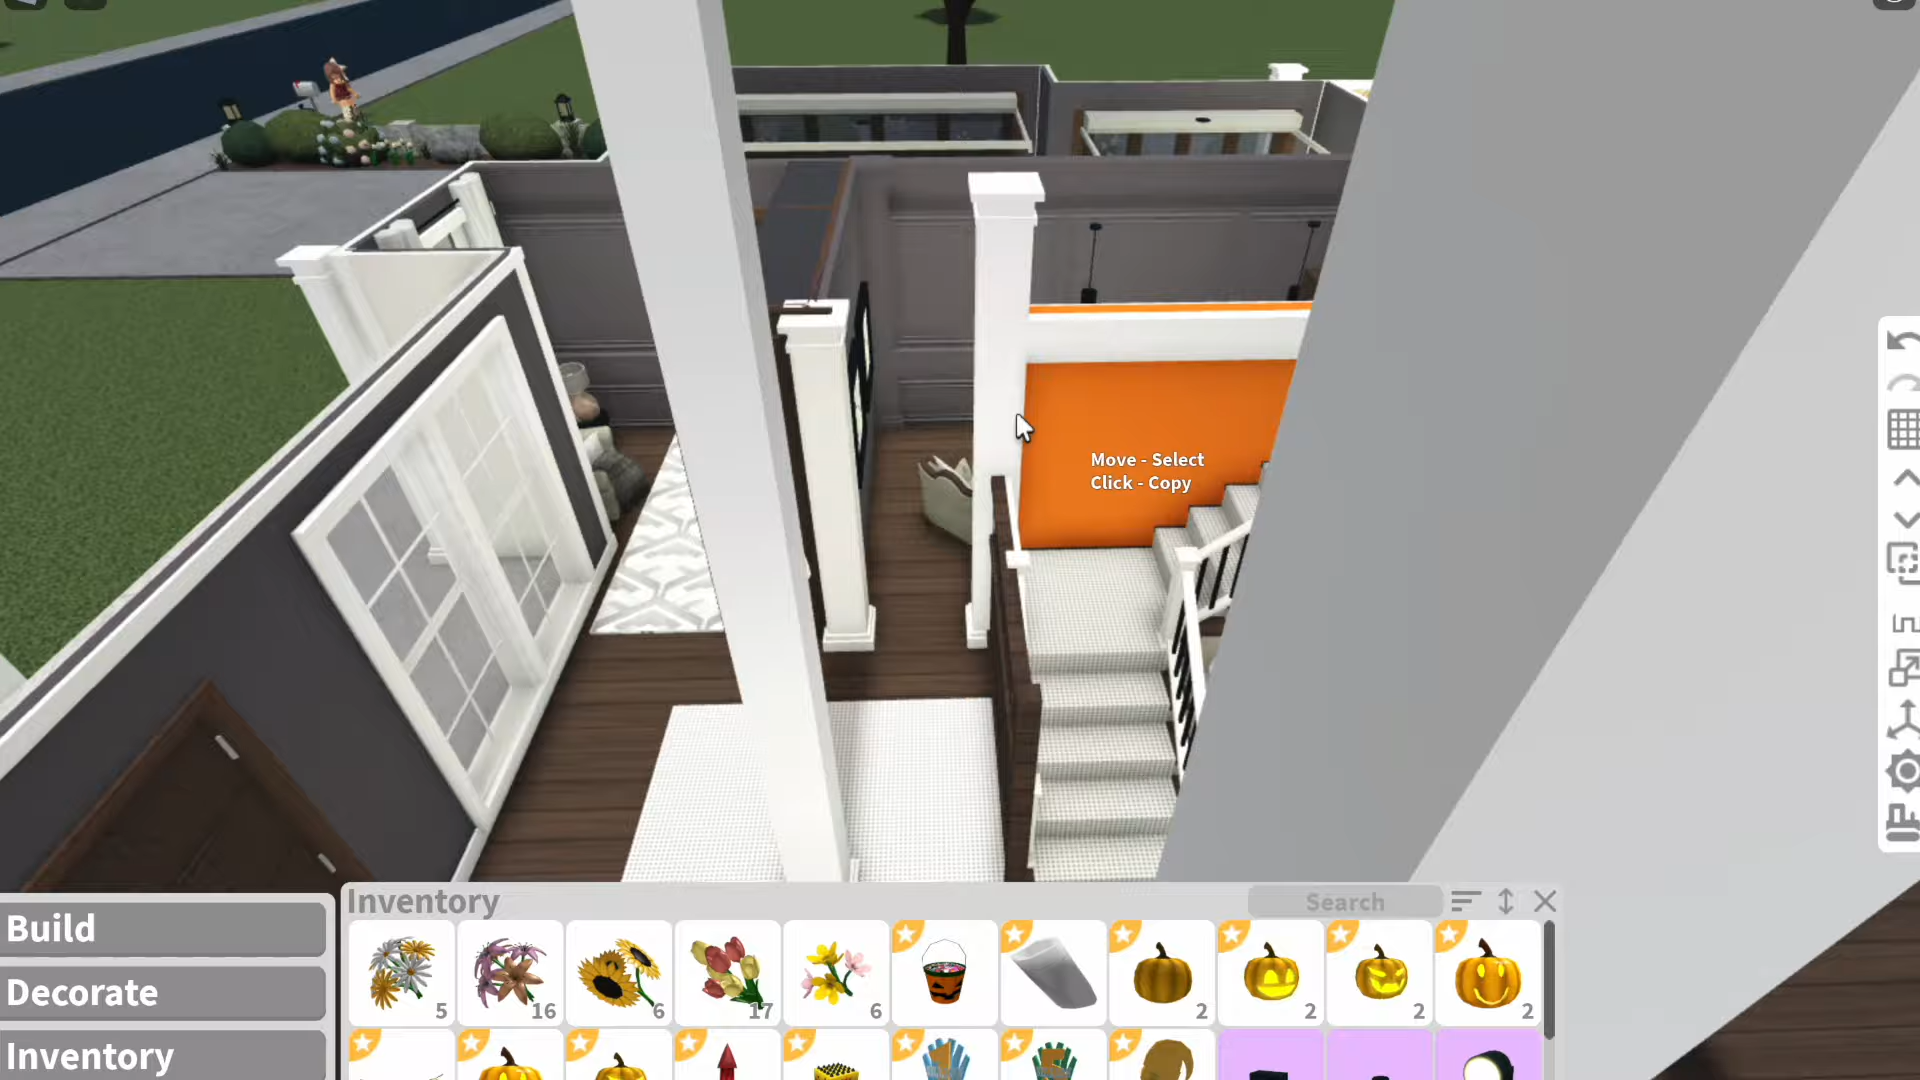 Move - Select
Click - Copy
Inventory
Search
Build
Decorate
Inventory
5
16
6
17
6
2
2
2
2